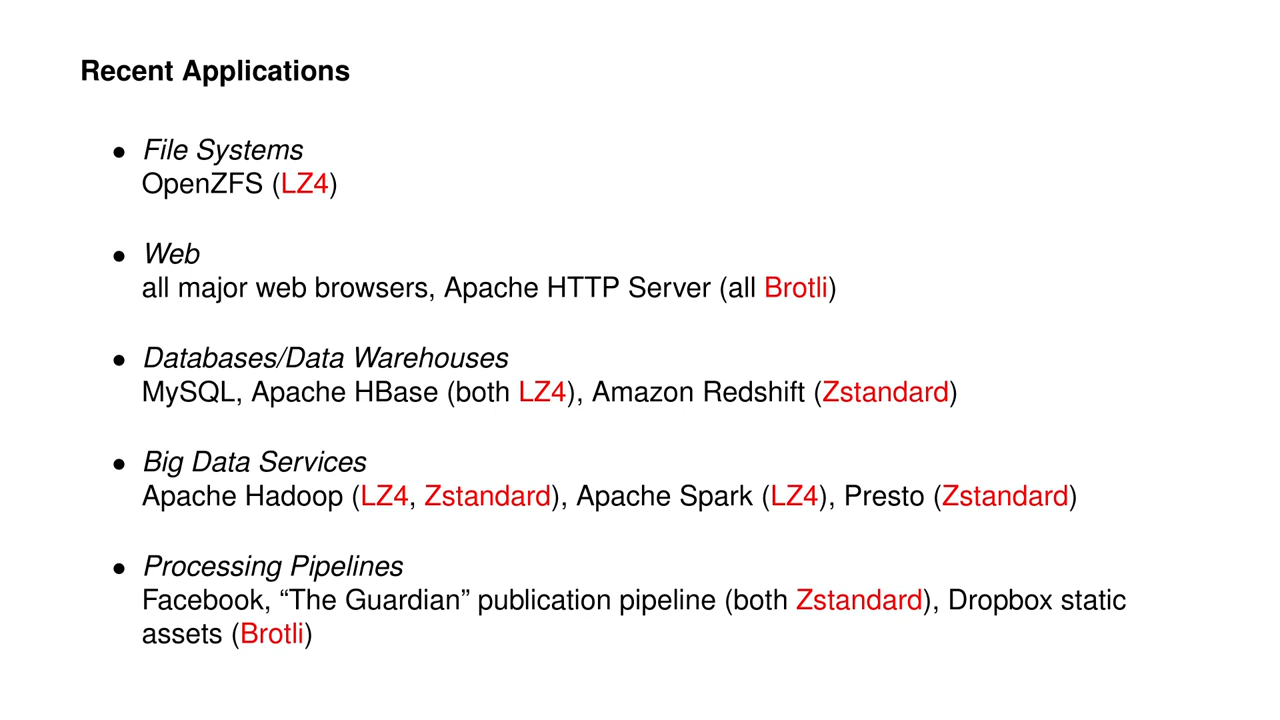 Recent Applications
• File Systems
OpenZFS (LZ4)
• Web
all major web browsers, Apache HTTP Server (all Brotli)
• Databases/Data Warehouses
MySQL, Apache HBase (both LZ4), Amazon Redshift (Zstandard)
• Big Data Services
Apache Hadoop (LZ4, Zstandard), Apache Spark (LZ4), Presto (Zstandard)
• Processing Pipelines
Facebook, “The Guardian” publication pipeline (both Zstandard), Dropbox static
assets (Brotli)